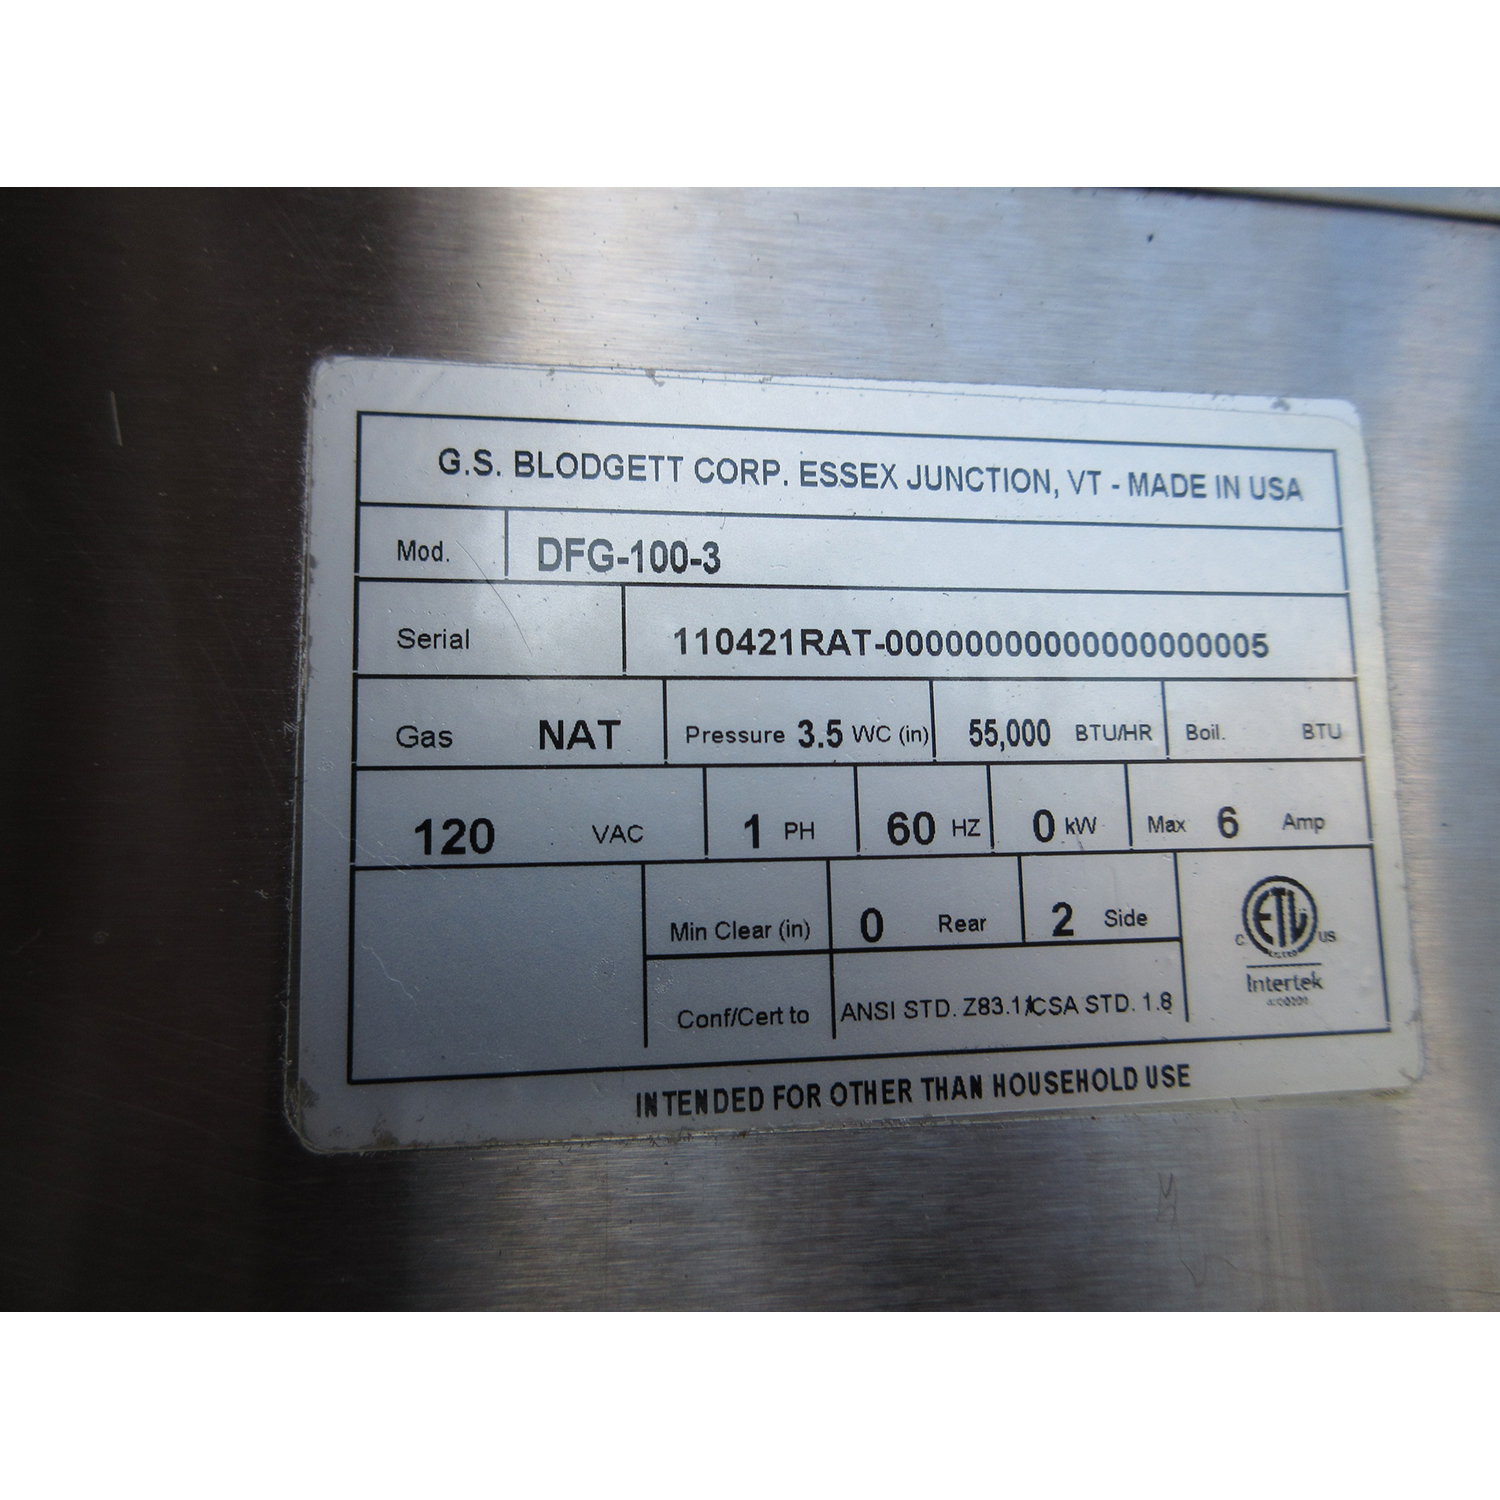 G.S. BLODGETT CORP. ESSEX JUNCTION, VT - MADE IN USA
Mod. DFG-100-3
Serial 110421RAT-00000000000000000005
Gas NAT Pressure 3.5 WC (in) 55,000 BTU/HR Boil. BTU
120 VAC 1 PH 60 HZ 0 kW Max 6 Amp
Min Clear (in) 0 Rear 2 Side
Conf/Cert to ANSI STD. Z83.11/CSA STD. 1.8
C ETL US
Intertek
INTENDED FOR OTHER THAN HOUSEHOLD USE